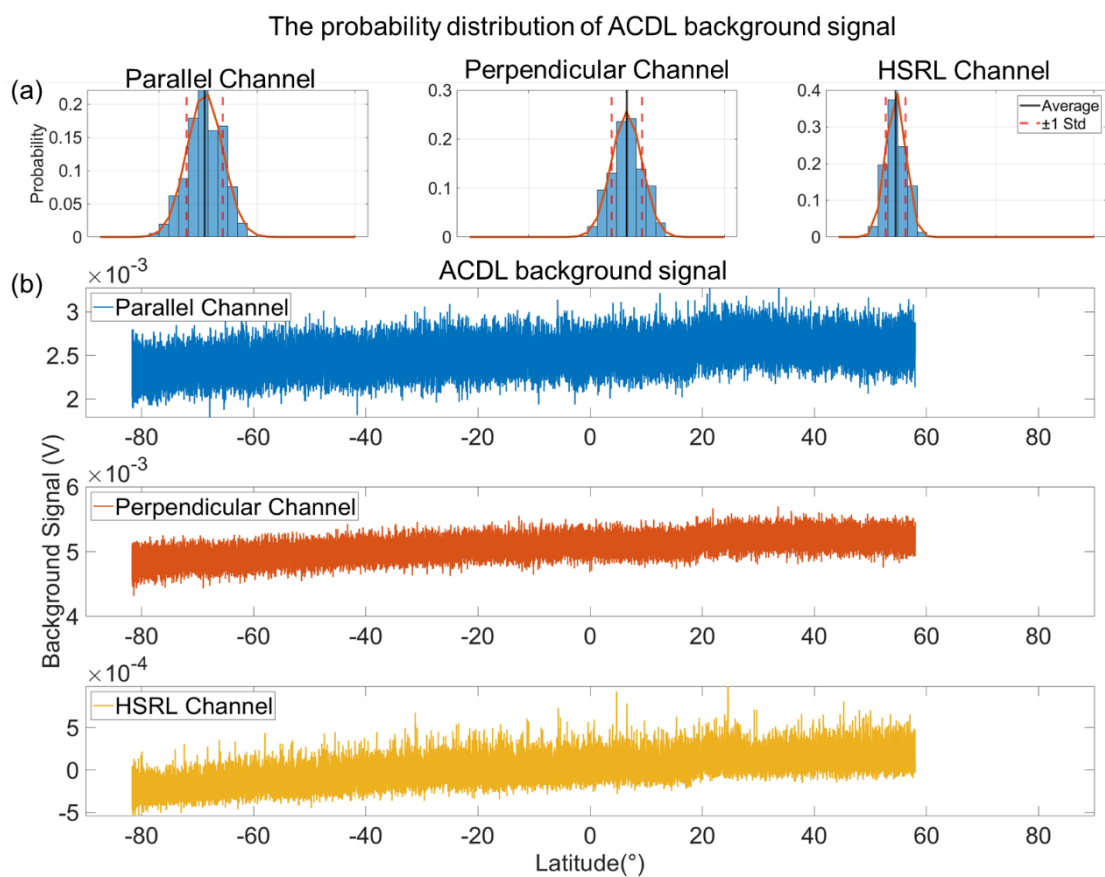 The probability distribution of ACDL background signal
(a)
Parallel Channel
Perpendicular Channel
HSRL Channel
Probability
0.2
0.15
0.1
0.05
0
0.3
0.2
0.1
0
0.4
0.3
0.2
0.1
0
Average
±1 Std
(b)
ACDL background signal
×10⁻³
Parallel Channel
3
2.5
2
-80 -60 -40 -20 0 20 40 60 80
Background Signal (V)
×10⁻³
Perpendicular Channel
6
5
4
-80 -60 -40 -20 0 20 40 60 80
×10⁻⁴
HSRL Channel
5
0
-5
-80 -60 -40 -20 0 20 40 60 80
Latitude(°)